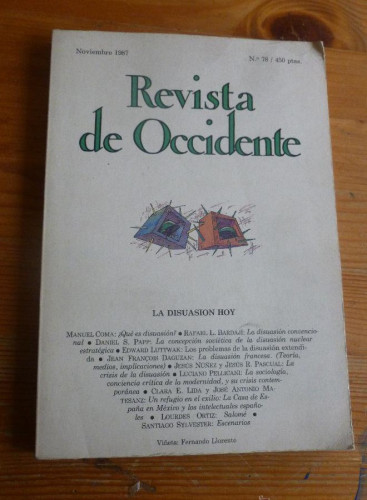 Noviembre 1987
N.º 78 / 450 ptas.
Revista
de Occidente
LA DISUASION HOY
MANUEL COMA: ¿Qué es disuasión? ● RAFAEL L. BARDAJÍ: La disuasión convencio-
nal ● DANIEL S. PAPP: La concepción soviética de la disuasión nuclear
estratégica ● EDWARD LUTTWAK: Los problemas de la disuasión extendi-
da ● JEAN FRANÇOIS DAGUZAN: La disuasión francesa. (Teoría,
medios, implicaciones) ● JESÚS NÚÑEZ y JESÚS R. PASCUAL: La
crisis de la disuasión ● LUCIANO PELLICANI: La sociología,
conciencia crítica de la modernidad, y su crisis contem-
poránea ● CLARA E. LIDA y JOSÉ ANTONIO MA-
TESANZ: Un refugio en el exilio: La Casa de Es-
paña en México y los intelectuales españo-
les ● LOURDES ORTIZ: Salomé ●
SANTIAGO SYLVESTER: Escenarios
Viñeta: Fernando Llorente